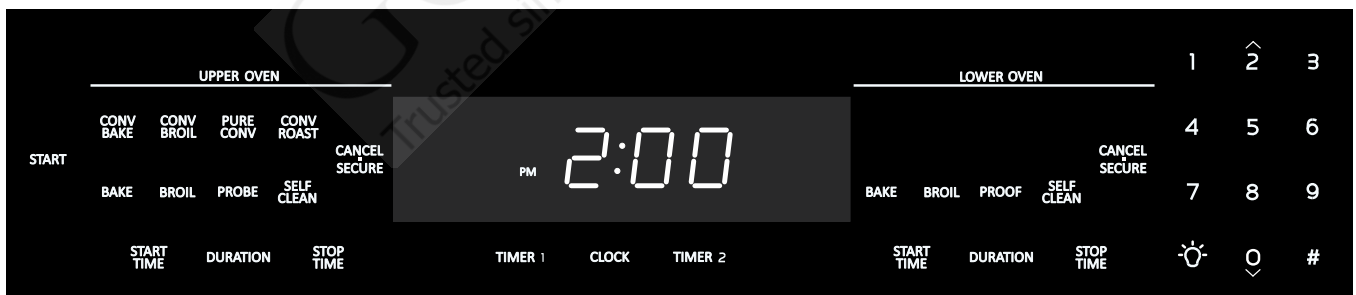 START
UPPER OVEN
CONV BAKE
CONV BROIL
PURE CONV
CONV ROAST
CANCEL
SECURE
BAKE
BROIL
PROBE
SELF CLEAN
START TIME
DURATION
STOP TIME
Trusted
PM 2:00
TIMER 1
CLOCK
TIMER 2
LOWER OVEN
CANCEL
SECURE
BAKE
BROIL
PROOF
SELF CLEAN
START TIME
DURATION
STOP TIME
1 2 3
4 5 6
7 8 9
0 #